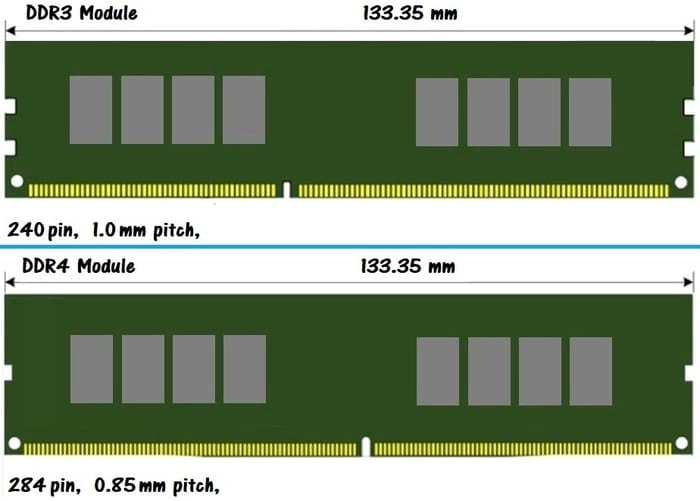 DDR3 Module 133.35 mm
240 pin, 1.0 mm pitch,
DDR4 Module 133.35 mm
284 pin, 0.85 mm pitch,